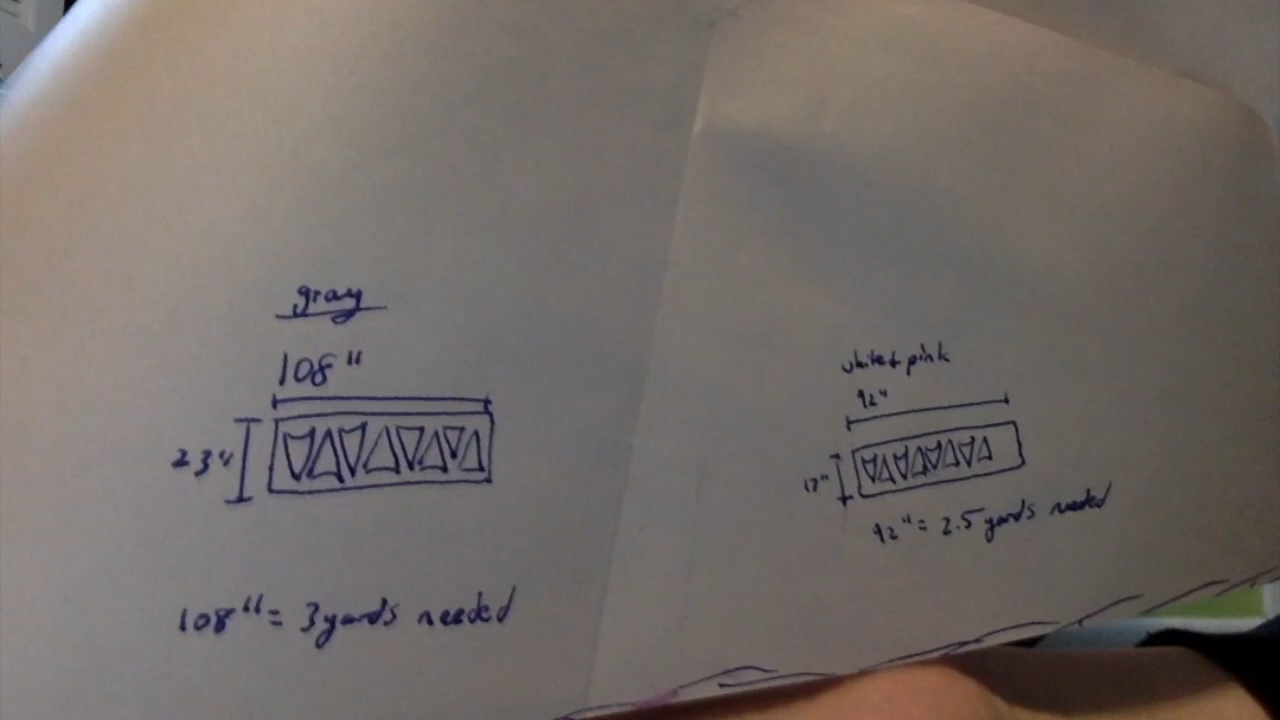 gray
108"
23"
108" = 3 yards needed
white & pink
92"
17"
92" = 2.5 yards needed